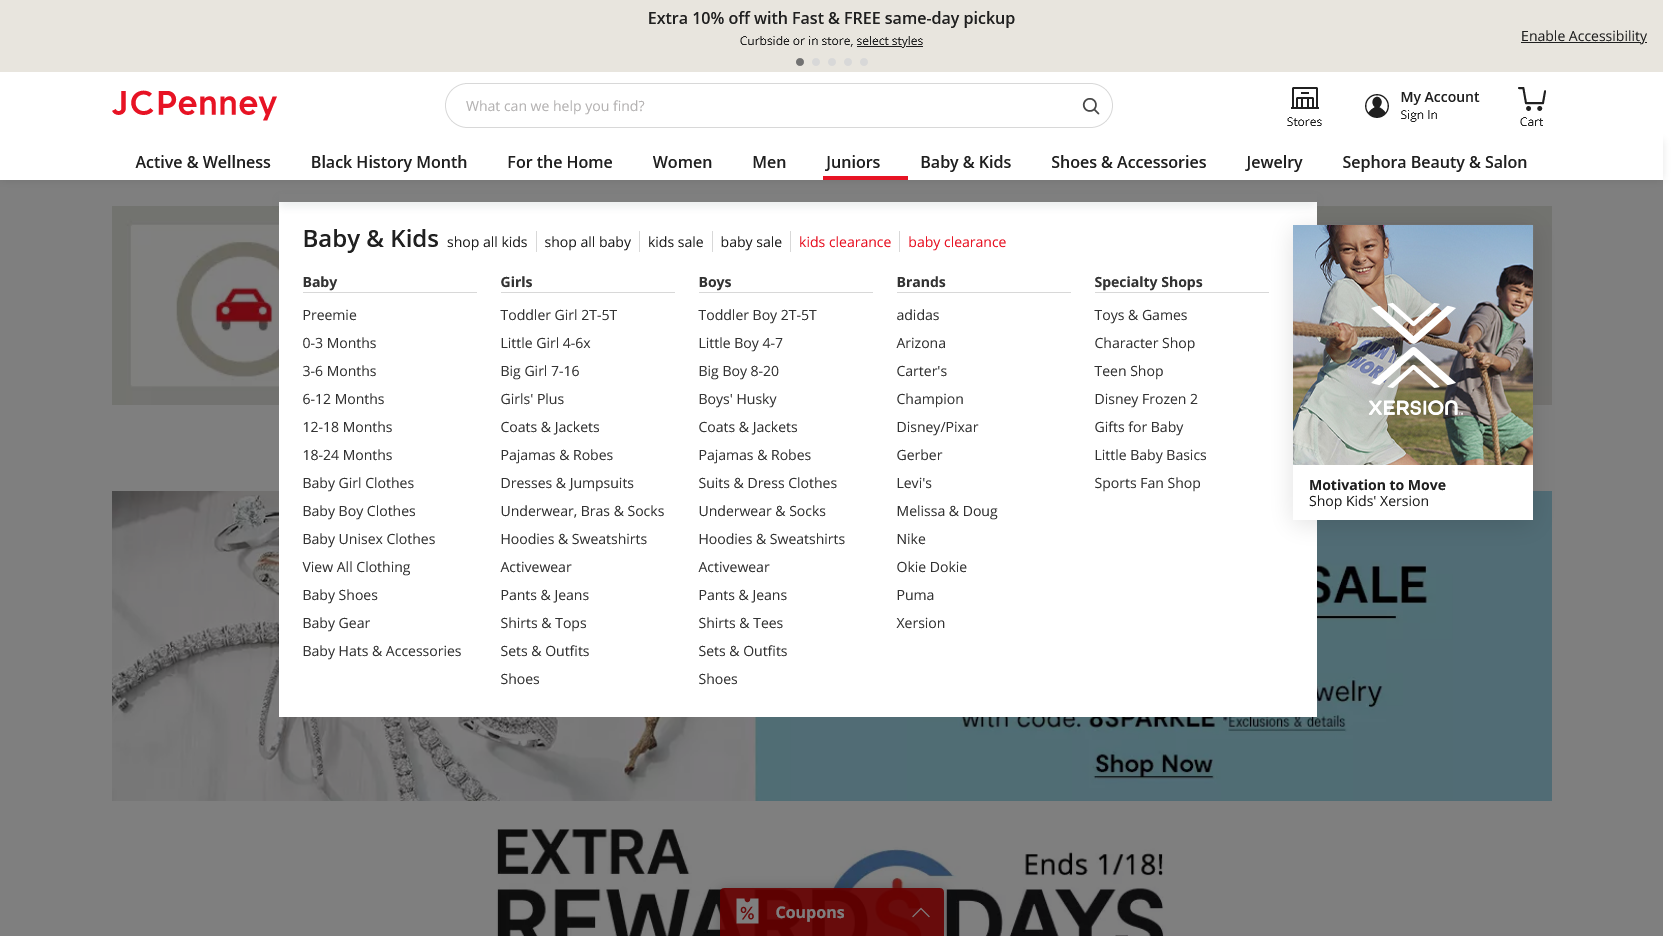 Extra 10% off with Fast & FREE same-day pickup
Curbside or in store, select styles
Enable Accessibility
JCPenney
What can we help you find?
Stores
My Account
Sign In
Cart
Active & Wellness
Black History Month
For the Home
Women
Men
Juniors
Baby & Kids
Shoes & Accessories
Jewelry
Sephora Beauty & Salon
Baby & Kids
shop all kids
shop all baby
kids sale
baby sale
kids clearance
baby clearance
Baby
Preemie
0-3 Months
3-6 Months
6-12 Months
12-18 Months
18-24 Months
Baby Girl Clothes
Baby Boy Clothes
Baby Unisex Clothes
View All Clothing
Baby Shoes
Baby Gear
Baby Hats & Accessories
Girls
Toddler Girl 2T-5T
Little Girl 4-6x
Big Girl 7-16
Girls' Plus
Coats & Jackets
Pajamas & Robes
Dresses & Jumpsuits
Underwear, Bras & Socks
Hoodies & Sweatshirts
Activewear
Pants & Jeans
Shirts & Tops
Sets & Outfits
Shoes
Boys
Toddler Boy 2T-5T
Little Boy 4-7
Big Boy 8-20
Boys' Husky
Coats & Jackets
Pajamas & Robes
Suits & Dress Clothes
Underwear & Socks
Hoodies & Sweatshirts
Activewear
Pants & Jeans
Shirts & Tees
Sets & Outfits
Shoes
Brands
adidas
Arizona
Carter's
Champion
Disney/Pixar
Gerber
Levi's
Melissa & Doug
Nike
Okie Dokie
Puma
Xersion
Specialty Shops
Toys & Games
Character Shop
Teen Shop
Disney Frozen 2
Gifts for Baby
Little Baby Basics
Sports Fan Shop
XERSION
Motivation to Move
Shop Kids' Xersion
SALE
welry
with code: 8SPARKLE *Exclusions & details
Shop Now
EXTRA
Ends 1/18!
REWARDS DAYS
Coupons